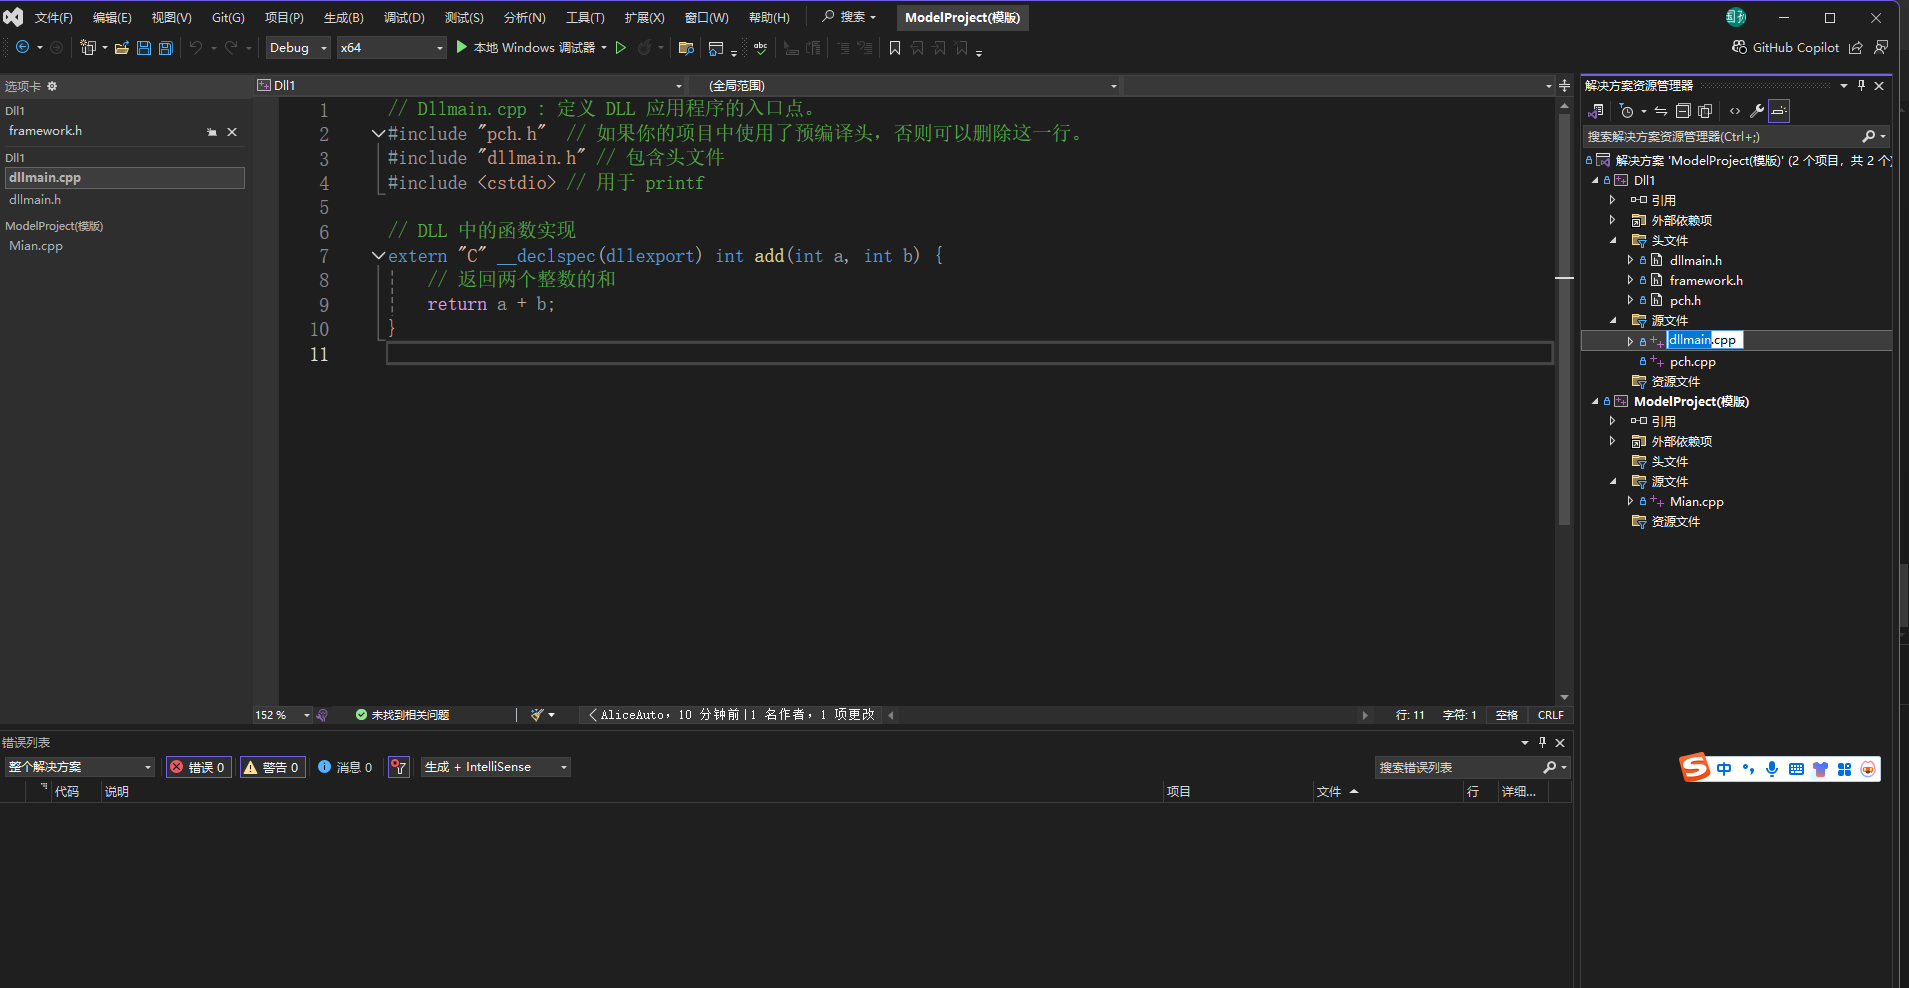 文件(F) 编辑(E) 视图(V) Git(G) 项目(P) 生成(B) 调试(D) 测试(S) 分析(N) 工具(T) 扩展(X) 窗口(W) 帮助(H) 搜索 ModelProject(模版)
Debug x64 本地 Windows 调试器 abc GitHub Copilot
选项卡
Dll1
framework.h
Dll1
dllmain.cpp
dllmain.h
ModelProject(模版)
Mian.cpp
Dll1 (全局范围)
1 // Dllmain.cpp : 定义 DLL 应用程序的入口点。
2 #include "pch.h" // 如果你的项目中使用了预编译头，否则可以删除这一行。
3 #include "dllmain.h" // 包含头文件
4 #include <cstdio> // 用于 printf
5
6 // DLL 中的函数实现
7 extern "C" __declspec(dllexport) int add(int a, int b) {
8 // 返回两个整数的和
9 return a + b;
10 }
11
152 % 未找到相关问题 AliceAuto，10 分钟前|1 名作者，1 项更改 行: 11 字符: 1 空格 CRLF
错误列表
整个解决方案 错误 0 警告 0 消息 0 生成 + IntelliSense 搜索错误列表
代码 说明 项目 文件 行 详细...
解决方案资源管理器
搜索解决方案资源管理器(Ctrl+;)
解决方案 'ModelProject(模版)' (2 个项目，共 2 个)
Dll1
引用
外部依赖项
头文件
dllmain.h
framework.h
pch.h
源文件
dllmain.cpp
pch.cpp
资源文件
ModelProject(模版)
引用
外部依赖项
头文件
源文件
Mian.cpp
资源文件
中